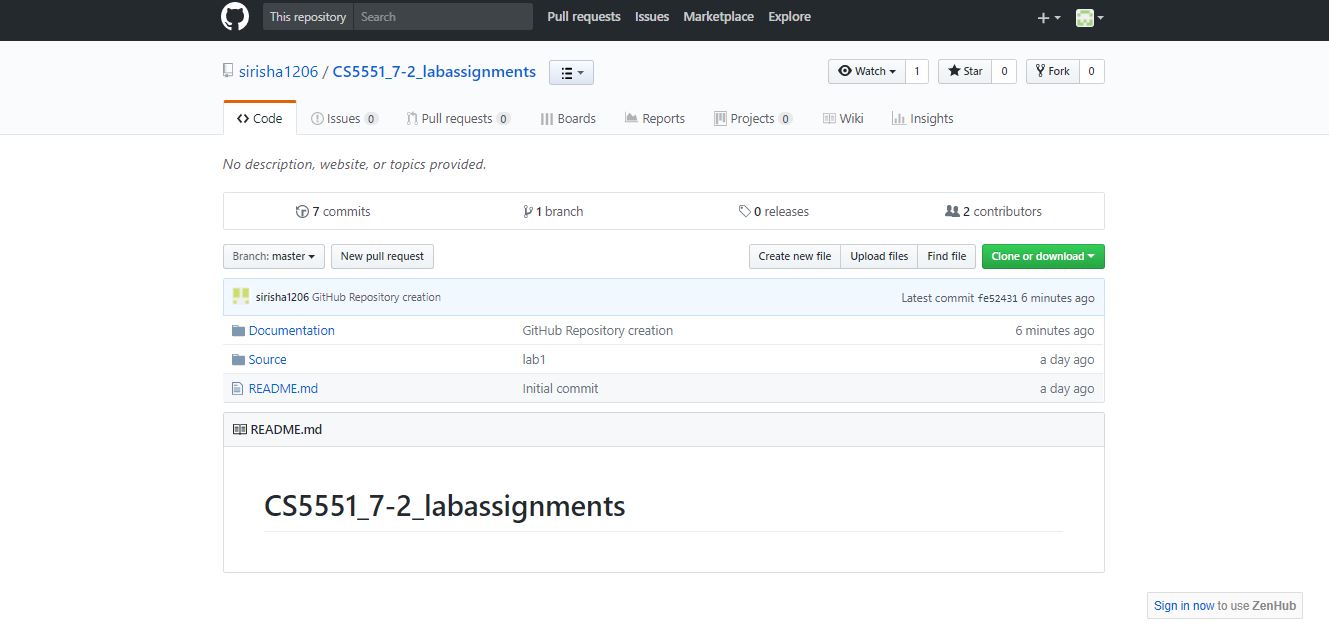 This repository Search Pull requests Issues Marketplace Explore
sirisha1206 / CS5551_7-2_labassignments Watch 1 Star 0 Fork 0
Code Issues 0 Pull requests 0 Boards Reports Projects 0 Wiki Insights
No description, website, or topics provided.
7 commits 1 branch 0 releases 2 contributors
Branch: master New pull request Create new file Upload files Find file Clone or download
sirisha1206 GitHub Repository creation Latest commit fe52431 6 minutes ago
Documentation GitHub Repository creation 6 minutes ago
Source lab1 a day ago
README.md Initial commit a day ago
README.md
CS5551_7-2_labassignments
Sign in now to use ZenHub